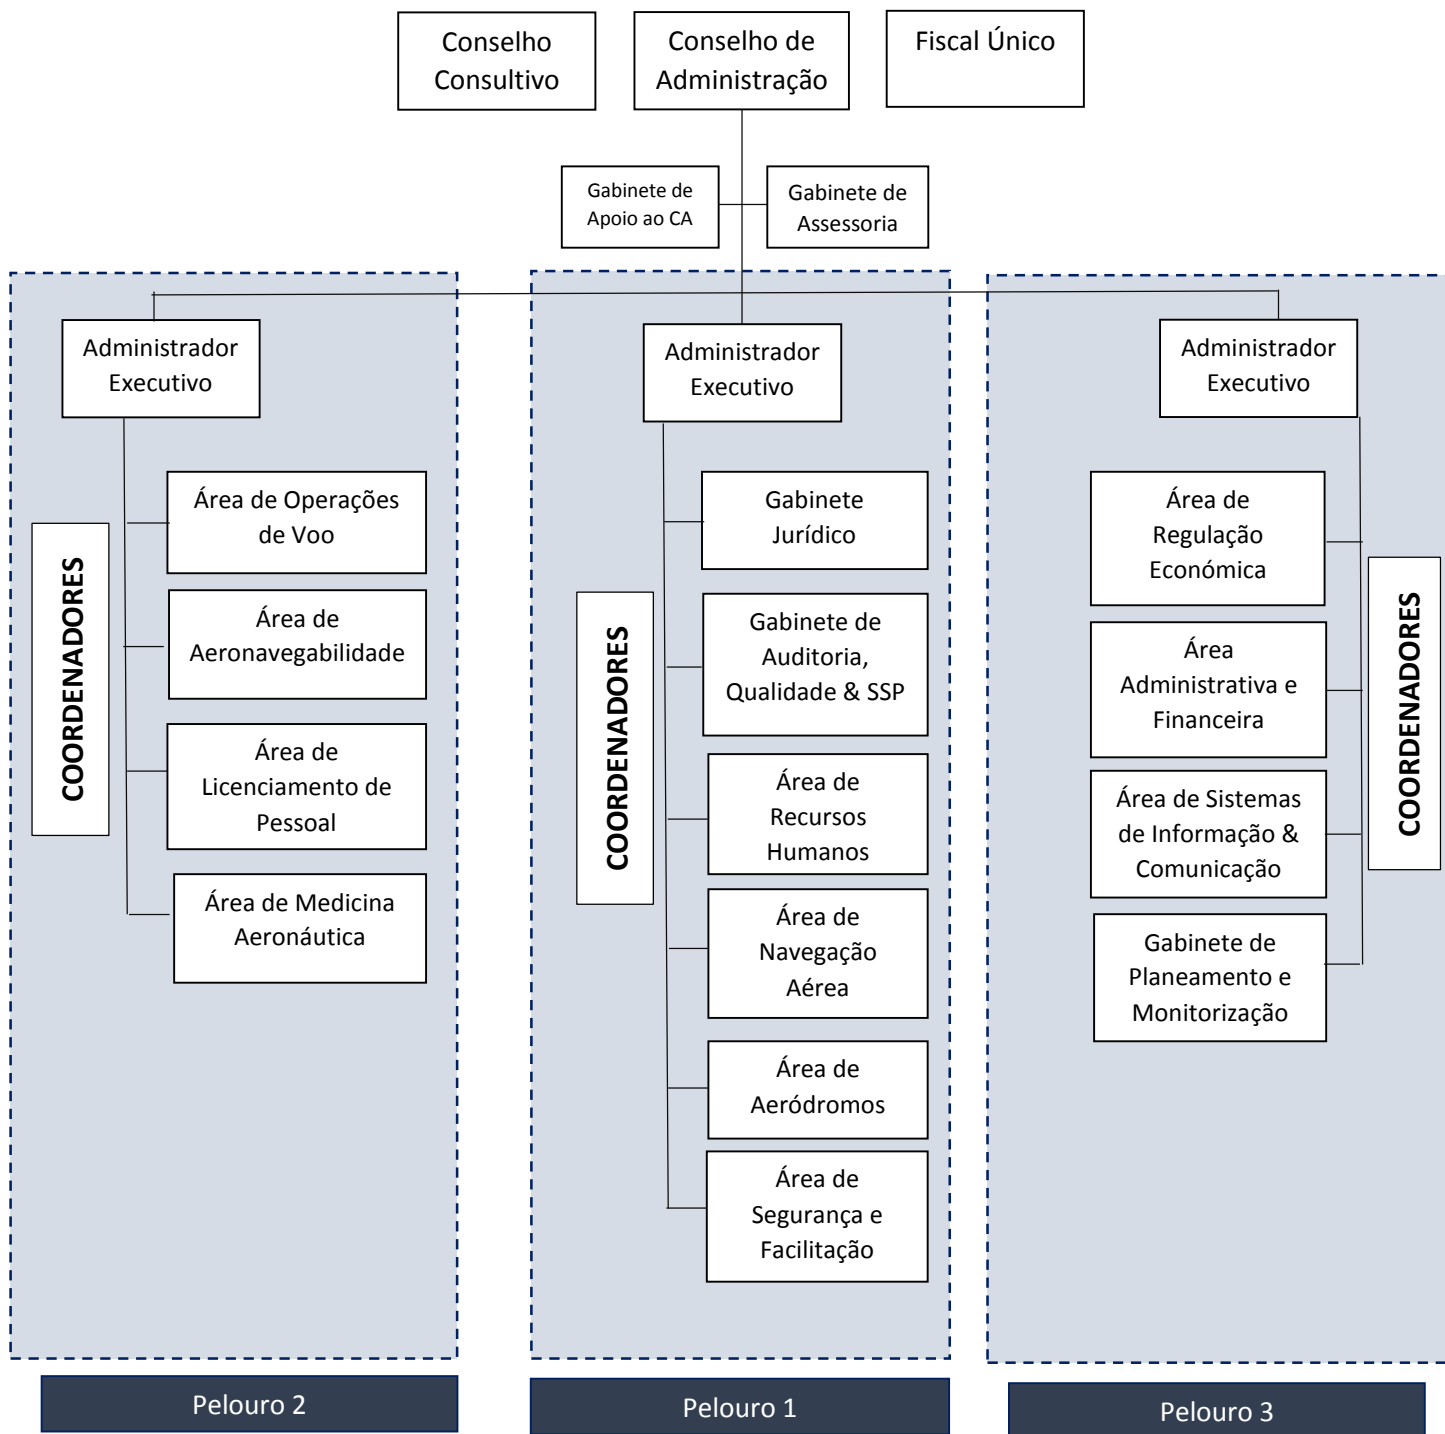 Conselho
Consultivo
Conselho de
Administração
Fiscal Único
Gabinete de
Apoio ao CA
Gabinete de
Assessoria
Administrador
Executivo
COORDENADORES
Área de Operações
de Voo
Área de
Aeronavegabilidade
Área de
Licenciamento de
Pessoal
Área de Medicina
Aeronáutica
Pelouro 2
Administrador
Executivo
COORDENADORES
Gabinete
Jurídico
Gabinete de
Auditoria,
Qualidade & SSP
Área de
Recursos
Humanos
Área de
Navegação
Aérea
Área de
Aeródromos
Área de
Segurança e
Facilitação
Pelouro 1
Administrador
Executivo
Área de
Regulação
Económica
Área
Administrativa e
Financeira
Área de Sistemas
de Informação &
Comunicação
Gabinete de
Planeamento e
Monitorização
COORDENADORES
Pelouro 3